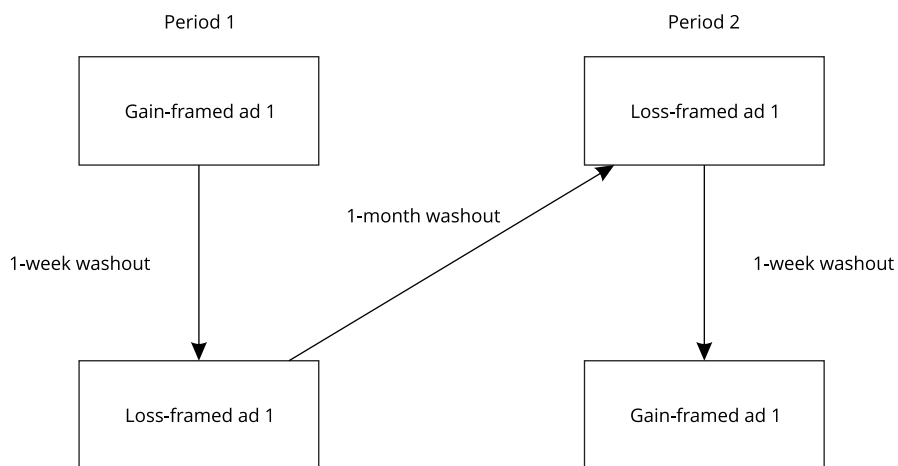 Period 1
Period 2
Gain-framed ad 1
Loss-framed ad 1
1-month washout
1-week washout
1-week washout
Loss-framed ad 1
Gain-framed ad 1